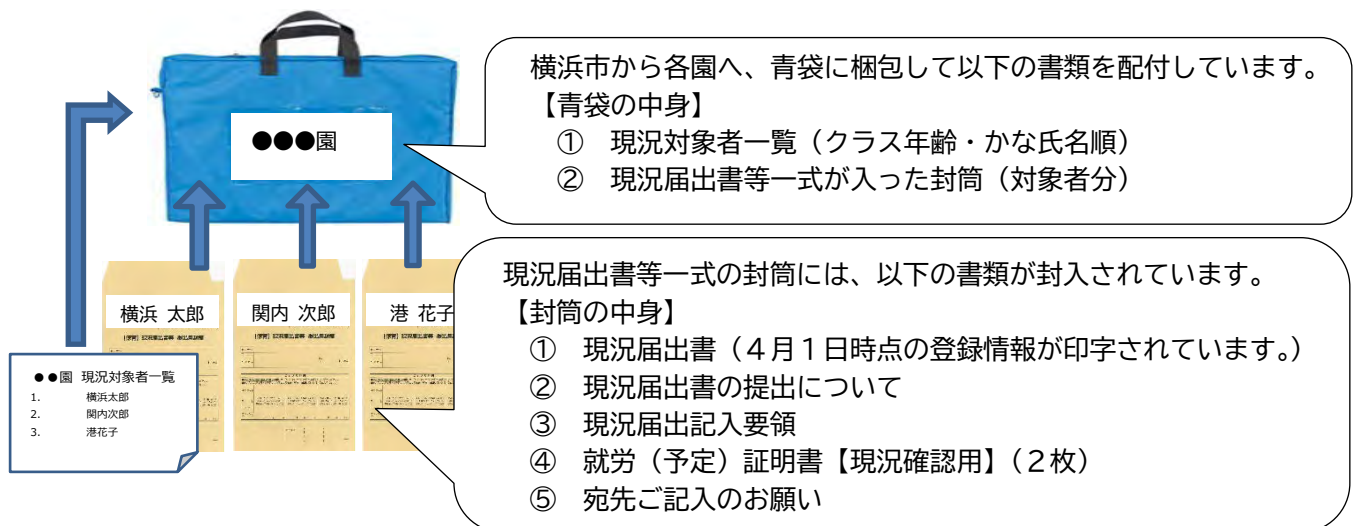 横浜市から各園へ、青袋に梱包して以下の書類を配付しています。
【青袋の中身】
① 現況対象者一覧（クラス年齢・かな氏名順）
② 現況届出書等一式が入った封筒（対象者分）
●●●園
現況届出書等一式の封筒には、以下の書類が封入されています。
【封筒の中身】
① 現況届出書（４月１日時点の登録情報が印字されています。）
② 現況届出書の提出について
③ 現況届出記入要領
④ 就労（予定）証明書【現況確認用】（２枚）
⑤ 宛先ご記入のお願い
横浜 太郎
関内 次郎
港 花子
●●園 現況対象者一覧
1. 横浜太郎
2. 関内次郎
3. 港花子